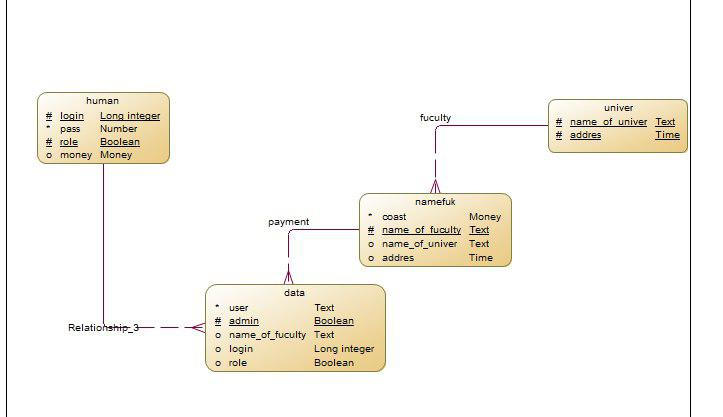 human
# login Long integer
* pass Number
# role Boolean
o money Money
fuculty
univer
# name_of_univer Text
# addres Time
namefuk
* coast Money
# name_of_fuculty Text
o name_of_univer Text
o addres Time
payment
data
* user Text
# admin Boolean
o name_of_fuculty Text
o login Long integer
o role Boolean
Relationship_3